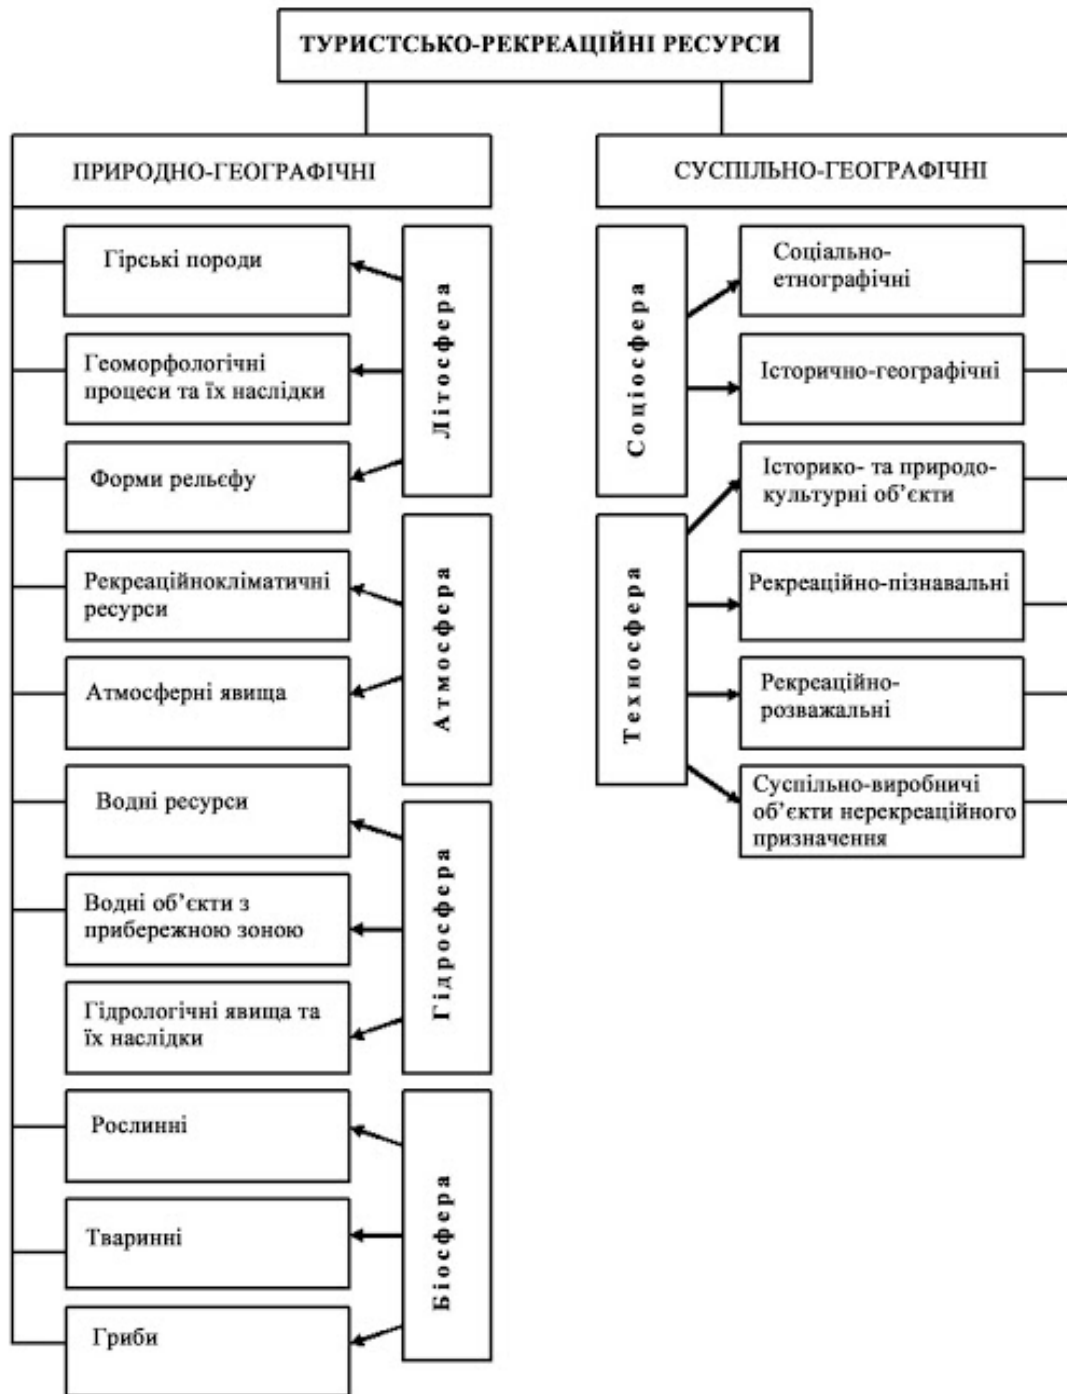 ТУРИСТСЬКО-РЕКРЕАЦІЙНІ РЕСУРСИ
ПРИРОДНО-ГЕОГРАФІЧНІ
Гірські породи
Геоморфологічні
процеси та їх наслідки
Форми рельєфу
Літосфера
Рекреаційнокліматичні
ресурси
Атмосферні явища
Атмосфера
Водні ресурси
Водні об’єкти з
прибережною зоною
Гідрологічні явища та
їх наслідки
Гідросфера
Рослинні
Тваринні
Гриби
Біосфера
СУСПІЛЬНО-ГЕОГРАФІЧНІ
Соціосфера
Соціально-
етнографічні
Історично-географічні
Техносфера
Історико- та природо-
культурні об’єкти
Рекреаційно-пізнавальні
Рекреаційно-
розважальні
Суспільно-виробничі
об’єкти нерекреаційного
призначення